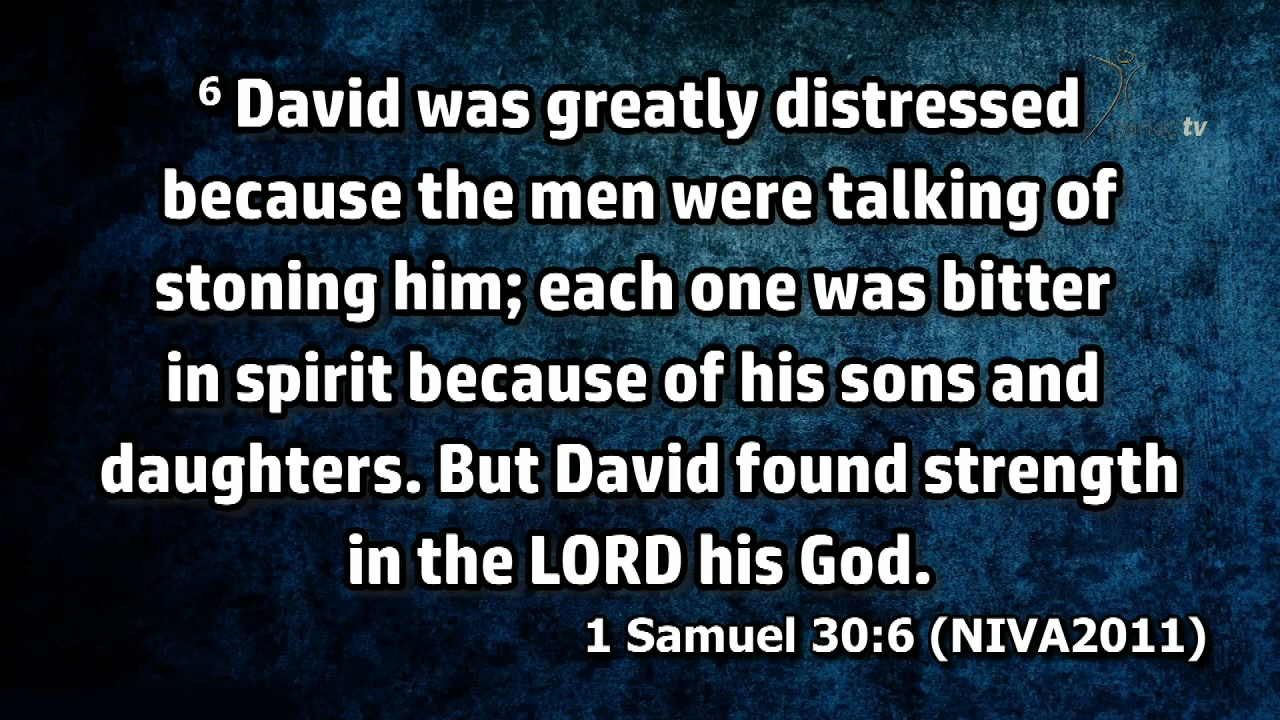 6 David was greatly distressed
because the men were talking of
stoning him; each one was bitter
in spirit because of his sons and
daughters. But David found strength
in the LORD his God.
1 Samuel 30:6 (NIVA2011)
tv